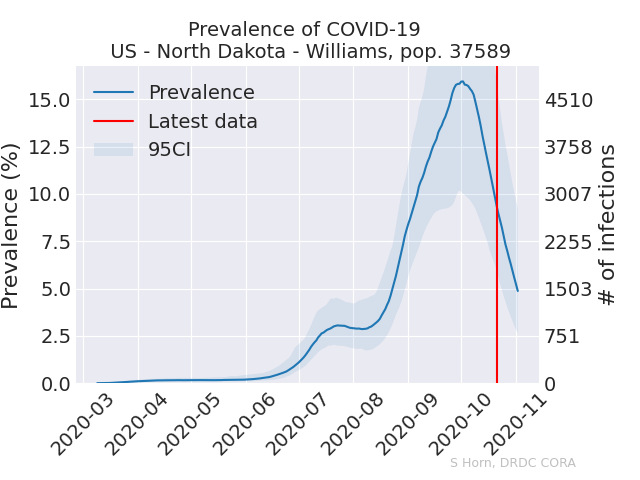 Prevalence of COVID-19
US - North Dakota - Williams, pop. 37589
Prevalence
Latest data
95CI
Prevalence (%)
15.0
12.5
10.0
7.5
5.0
2.5
0.0
4510
3758
3007
2255
1503
751
0
# of infections
2020-03
2020-04
2020-05
2020-06
2020-07
2020-08
2020-09
2020-10
2020-11
S Horn, DRDC CORA